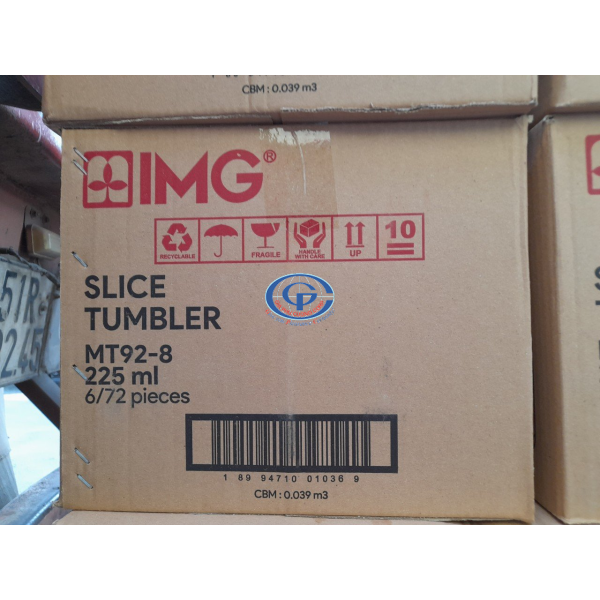 CBM : 0.039 m3
IMG®
RECYCLABLE
FRAGILE
HANDLE
WITH CARE
UP
10
SLICE
TUMBLER
MT92-8
225 ml
6/72 pieces
1 89 94710 01036 9
CBM : 0.039 m3
51R